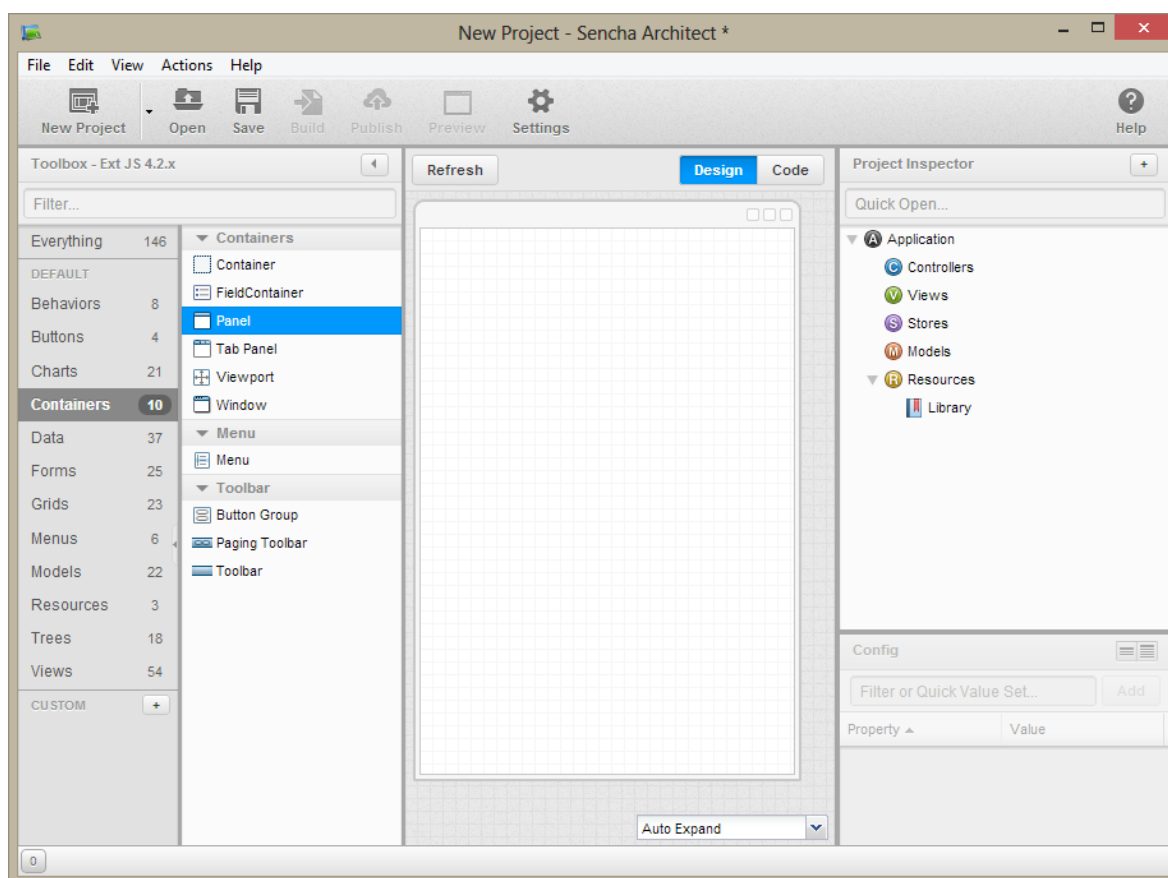 New Project - Sencha Architect *
File Edit View Actions Help
New Project Open Save Build Publish Preview Settings Help
Toolbox - Ext JS 4.2.x
Filter...
Everything 146
DEFAULT
Behaviors 8
Buttons 4
Charts 21
Containers 10
Data 37
Forms 25
Grids 23
Menus 6
Models 22
Resources 3
Trees 18
Views 54
CUSTOM +
Containers
Container
FieldContainer
Panel
Tab Panel
Viewport
Window
Menu
Menu
Toolbar
Button Group
Paging Toolbar
Toolbar
Refresh Design Code
Auto Expand
Project Inspector +
Quick Open...
A Application
C Controllers
V Views
S Stores
M Models
R Resources
Library
Config
Filter or Quick Value Set... Add
Property Value
0